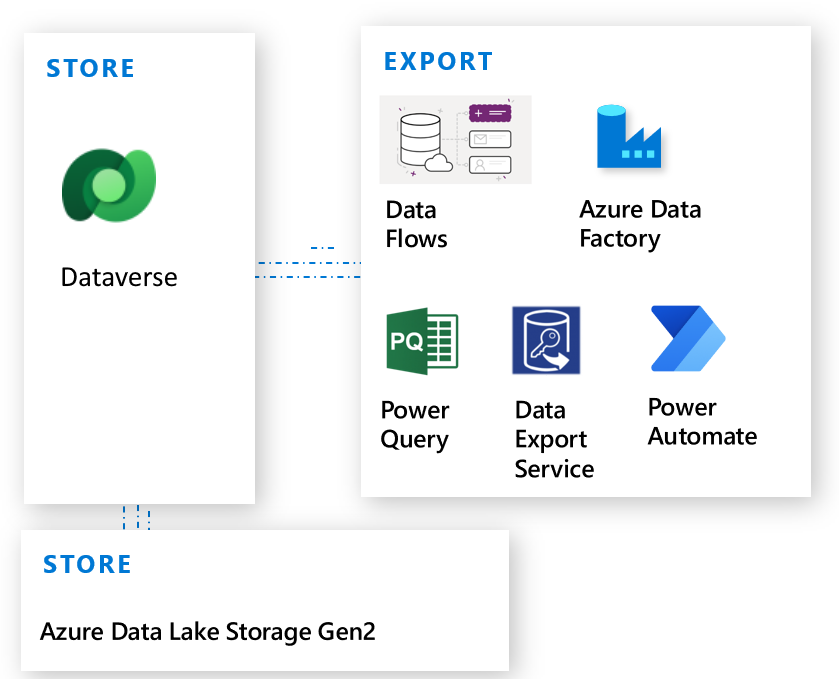 STORE
Dataverse
EXPORT
Data
Flows
Azure Data
Factory
PQ
Power
Query
Data
Export
Service
Power
Automate
STORE
Azure Data Lake Storage Gen2